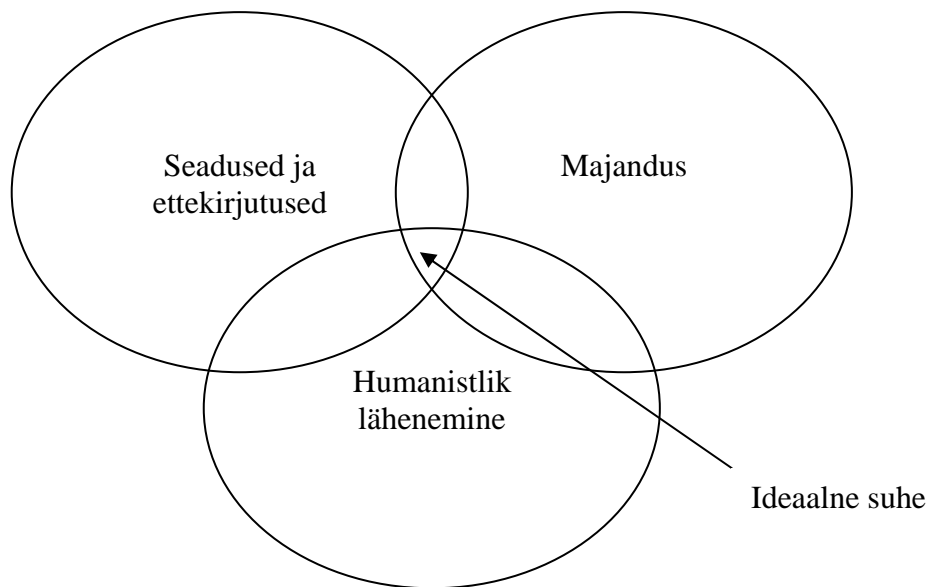 Seadused ja
ettekirjutused
Majandus
Humanistlik
lähenemine
Ideaalne suhe